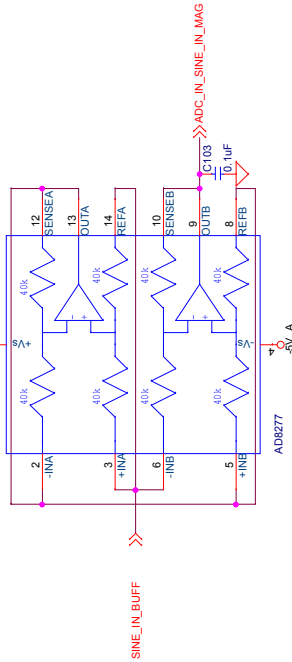 SINE_IN_BUFF
2
-INA
3
+INA
6
-INB
5
+INB
40k
40k
40k
40k
40k
40k
40k
40k
+Vs
-Vs
12
SENSEA
13
OUTA
14
REFA
10
SENSEB
9
OUTB
8
REFB
4
-5V_A
AD8277
C103
0.1uF
ADC_IN_SINE_IN_MAG